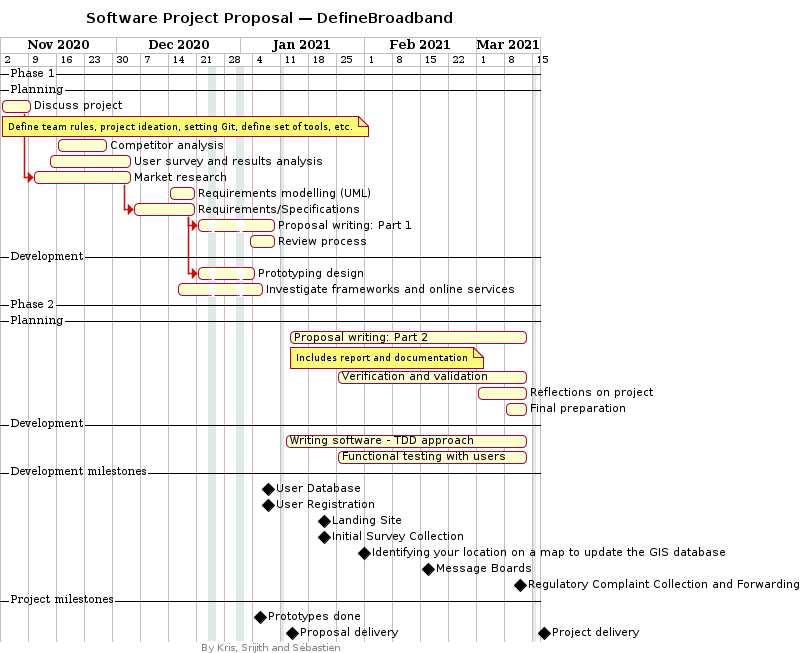 Software Project Proposal — DefineBroadband
Nov 2020 Dec 2020 Jan 2021 Feb 2021 Mar 2021
2 9 16 23 30 7 14 21 28 4 11 18 25 1 8 15 22 1 8 15
Phase 1
Planning
Discuss project
Define team rules, project ideation, setting Git, define set of tools, etc.
Competitor analysis
User survey and results analysis
Market research
Requirements modelling (UML)
Requirements/Specifications
Proposal writing: Part 1
Review process
Development
Prototyping design
Investigate frameworks and online services
Phase 2
Planning
Proposal writing: Part 2
Includes report and documentation
Verification and validation
Reflections on project
Final preparation
Development
Writing software - TDD approach
Functional testing with users
Development milestones
User Database
User Registration
Landing Site
Initial Survey Collection
Identifying your location on a map to update the GIS database
Message Boards
Regulatory Complaint Collection and Forwarding
Project milestones
Prototypes done
Proposal delivery Project delivery
By Kris, Srijith and Sébastien